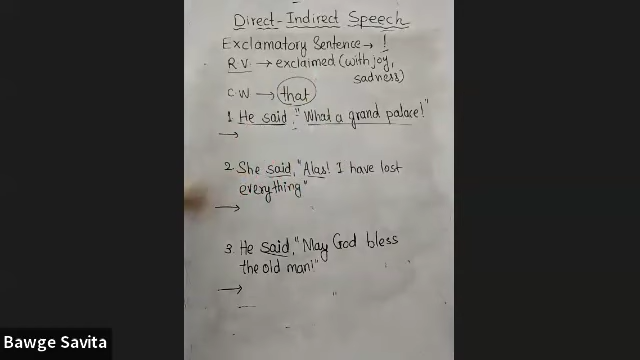 Direct-Indirect Speech
Exclamatory Sentence → !
R.V. → exclaimed (with joy,
sadness)
C.W → that
1. He said, "What a grand palace!"
→
2. She said, "Alas! I have lost
everything"
→
3. He said, "May God bless
the old man!"
→
Bawge Savita